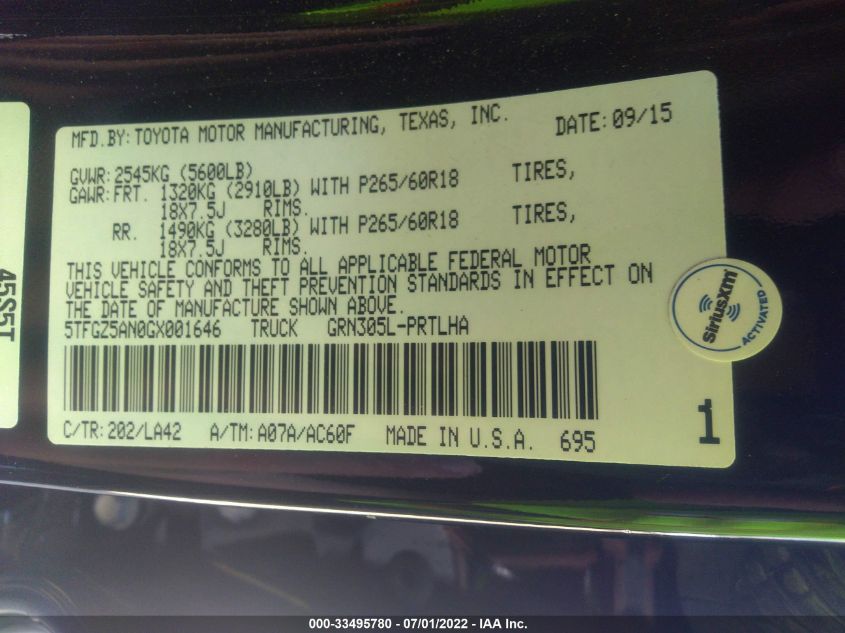 MFD.BY: TOYOTA MOTOR MANUFACTURING, TEXAS, INC. DATE: 09/15
GVWR: 2545KG (5600LB)
GAWR: FRT. 1320KG (2910LB) WITH P265/60R18 TIRES,
18X7.5J RIMS.
RR. 1490KG (3280LB) WITH P265/60R18 TIRES,
18X7.5J RIMS.
THIS VEHICLE CONFORMS TO ALL APPLICABLE FEDERAL MOTOR
VEHICLE SAFETY AND THEFT PREVENTION STANDARDS IN EFFECT ON
THE DATE OF MANUFACTURE SHOWN ABOVE.
5TFGZ5AN0GX001646 TRUCK GRN305L-PRTLHA
C/TR: 202/LA42 A/TM: A07A/AC60F MADE IN U.S.A. 695
1
45S5T
SiriusXM
ACTIVATED
000-33495780 - 07/01/2022 - IAA Inc.